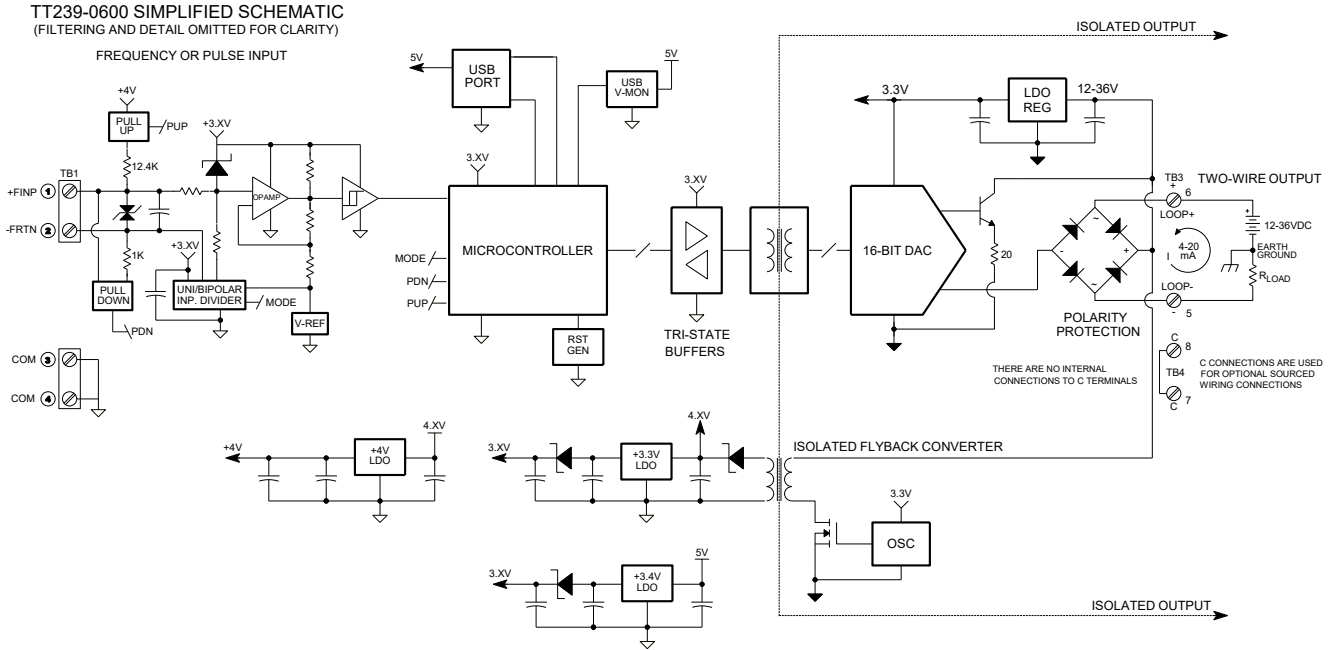 TT239-0600 SIMPLIFIED SCHEMATIC
(FILTERING AND DETAIL OMITTED FOR CLARITY)
FREQUENCY OR PULSE INPUT
+4V
PULL
UP
PUP
12.4K
+3.XV
TB1
+FINP
1
-FRTN
2
OPAMP
1K
+3.XV
PULL
DOWN
PDN
UNI/BIPOLAR
INP. DIVIDER
MODE
V-REF
COM
3
COM
4
5V
USB
PORT
USB
V-MON
5V
3.XV
MICROCONTROLLER
MODE
PDN
PUP
RST
GEN
3.XV
TRI-STATE
BUFFERS
ISOLATED OUTPUT
3.3V
LDO
REG
12-36V
16-BIT DAC
20
~
-
+
~
POLARITY
PROTECTION
TB3
+
6
LOOP+
TWO-WIRE OUTPUT
+
-
12-36VDC
4-20
mA
I
EARTH
GROUND
RLOAD
LOOP-
-
5
THERE ARE NO INTERNAL
CONNECTIONS TO C TERMINALS
C
8
TB4
C
7
C CONNECTIONS ARE USED
FOR OPTIONAL SOURCED
WIRING CONNECTIONS
+4V
+4V
LDO
4.XV
3.XV
+3.3V
LDO
4.XV
ISOLATED FLYBACK CONVERTER
3.3V
OSC
3.XV
+3.4V
LDO
5V
ISOLATED OUTPUT